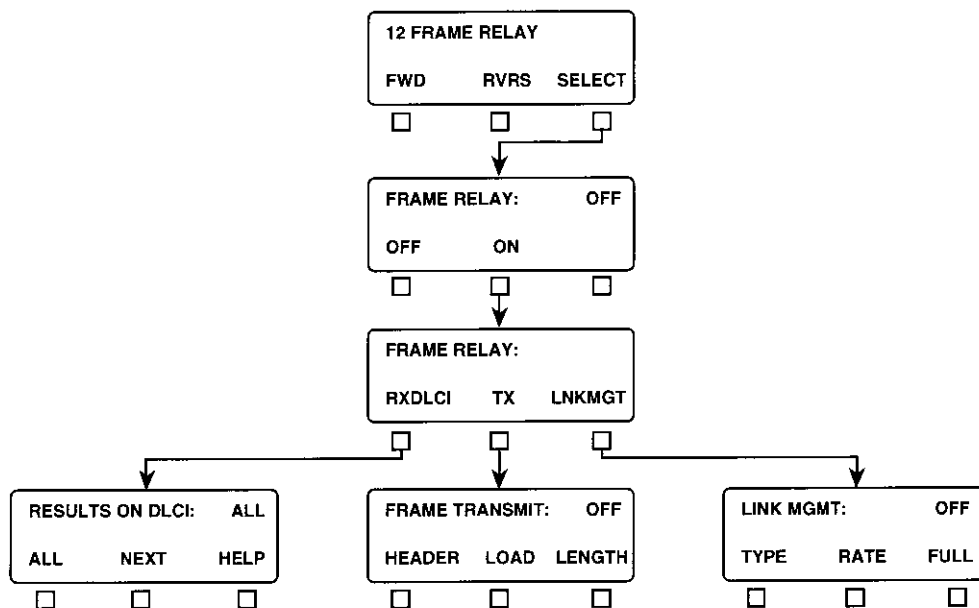 12 FRAME RELAY
FWD RVRS SELECT
FRAME RELAY: OFF
OFF ON
FRAME RELAY:
RXDLCI TX LNKMGT
RESULTS ON DLCI: ALL
ALL NEXT HELP
FRAME TRANSMIT: OFF
HEADER LOAD LENGTH
LINK MGMT: OFF
TYPE RATE FULL